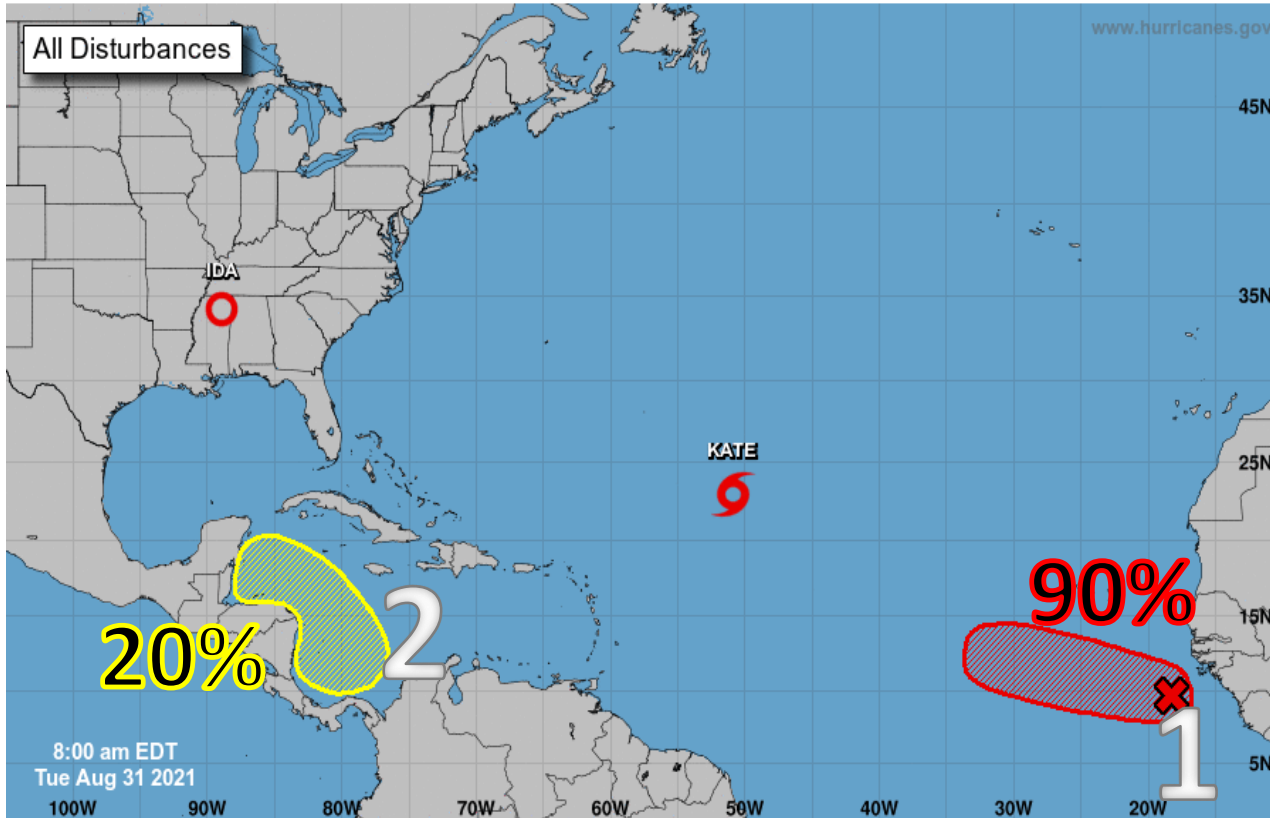 All Disturbances
www.hurricanes.gov
45N
IDA
35N
KATE
25N
90%
15N
2
20%
1
8:00 am EDT
Tue Aug 31 2021
5N
100W 90W 80W 70W 60W 50W 40W 30W 20W